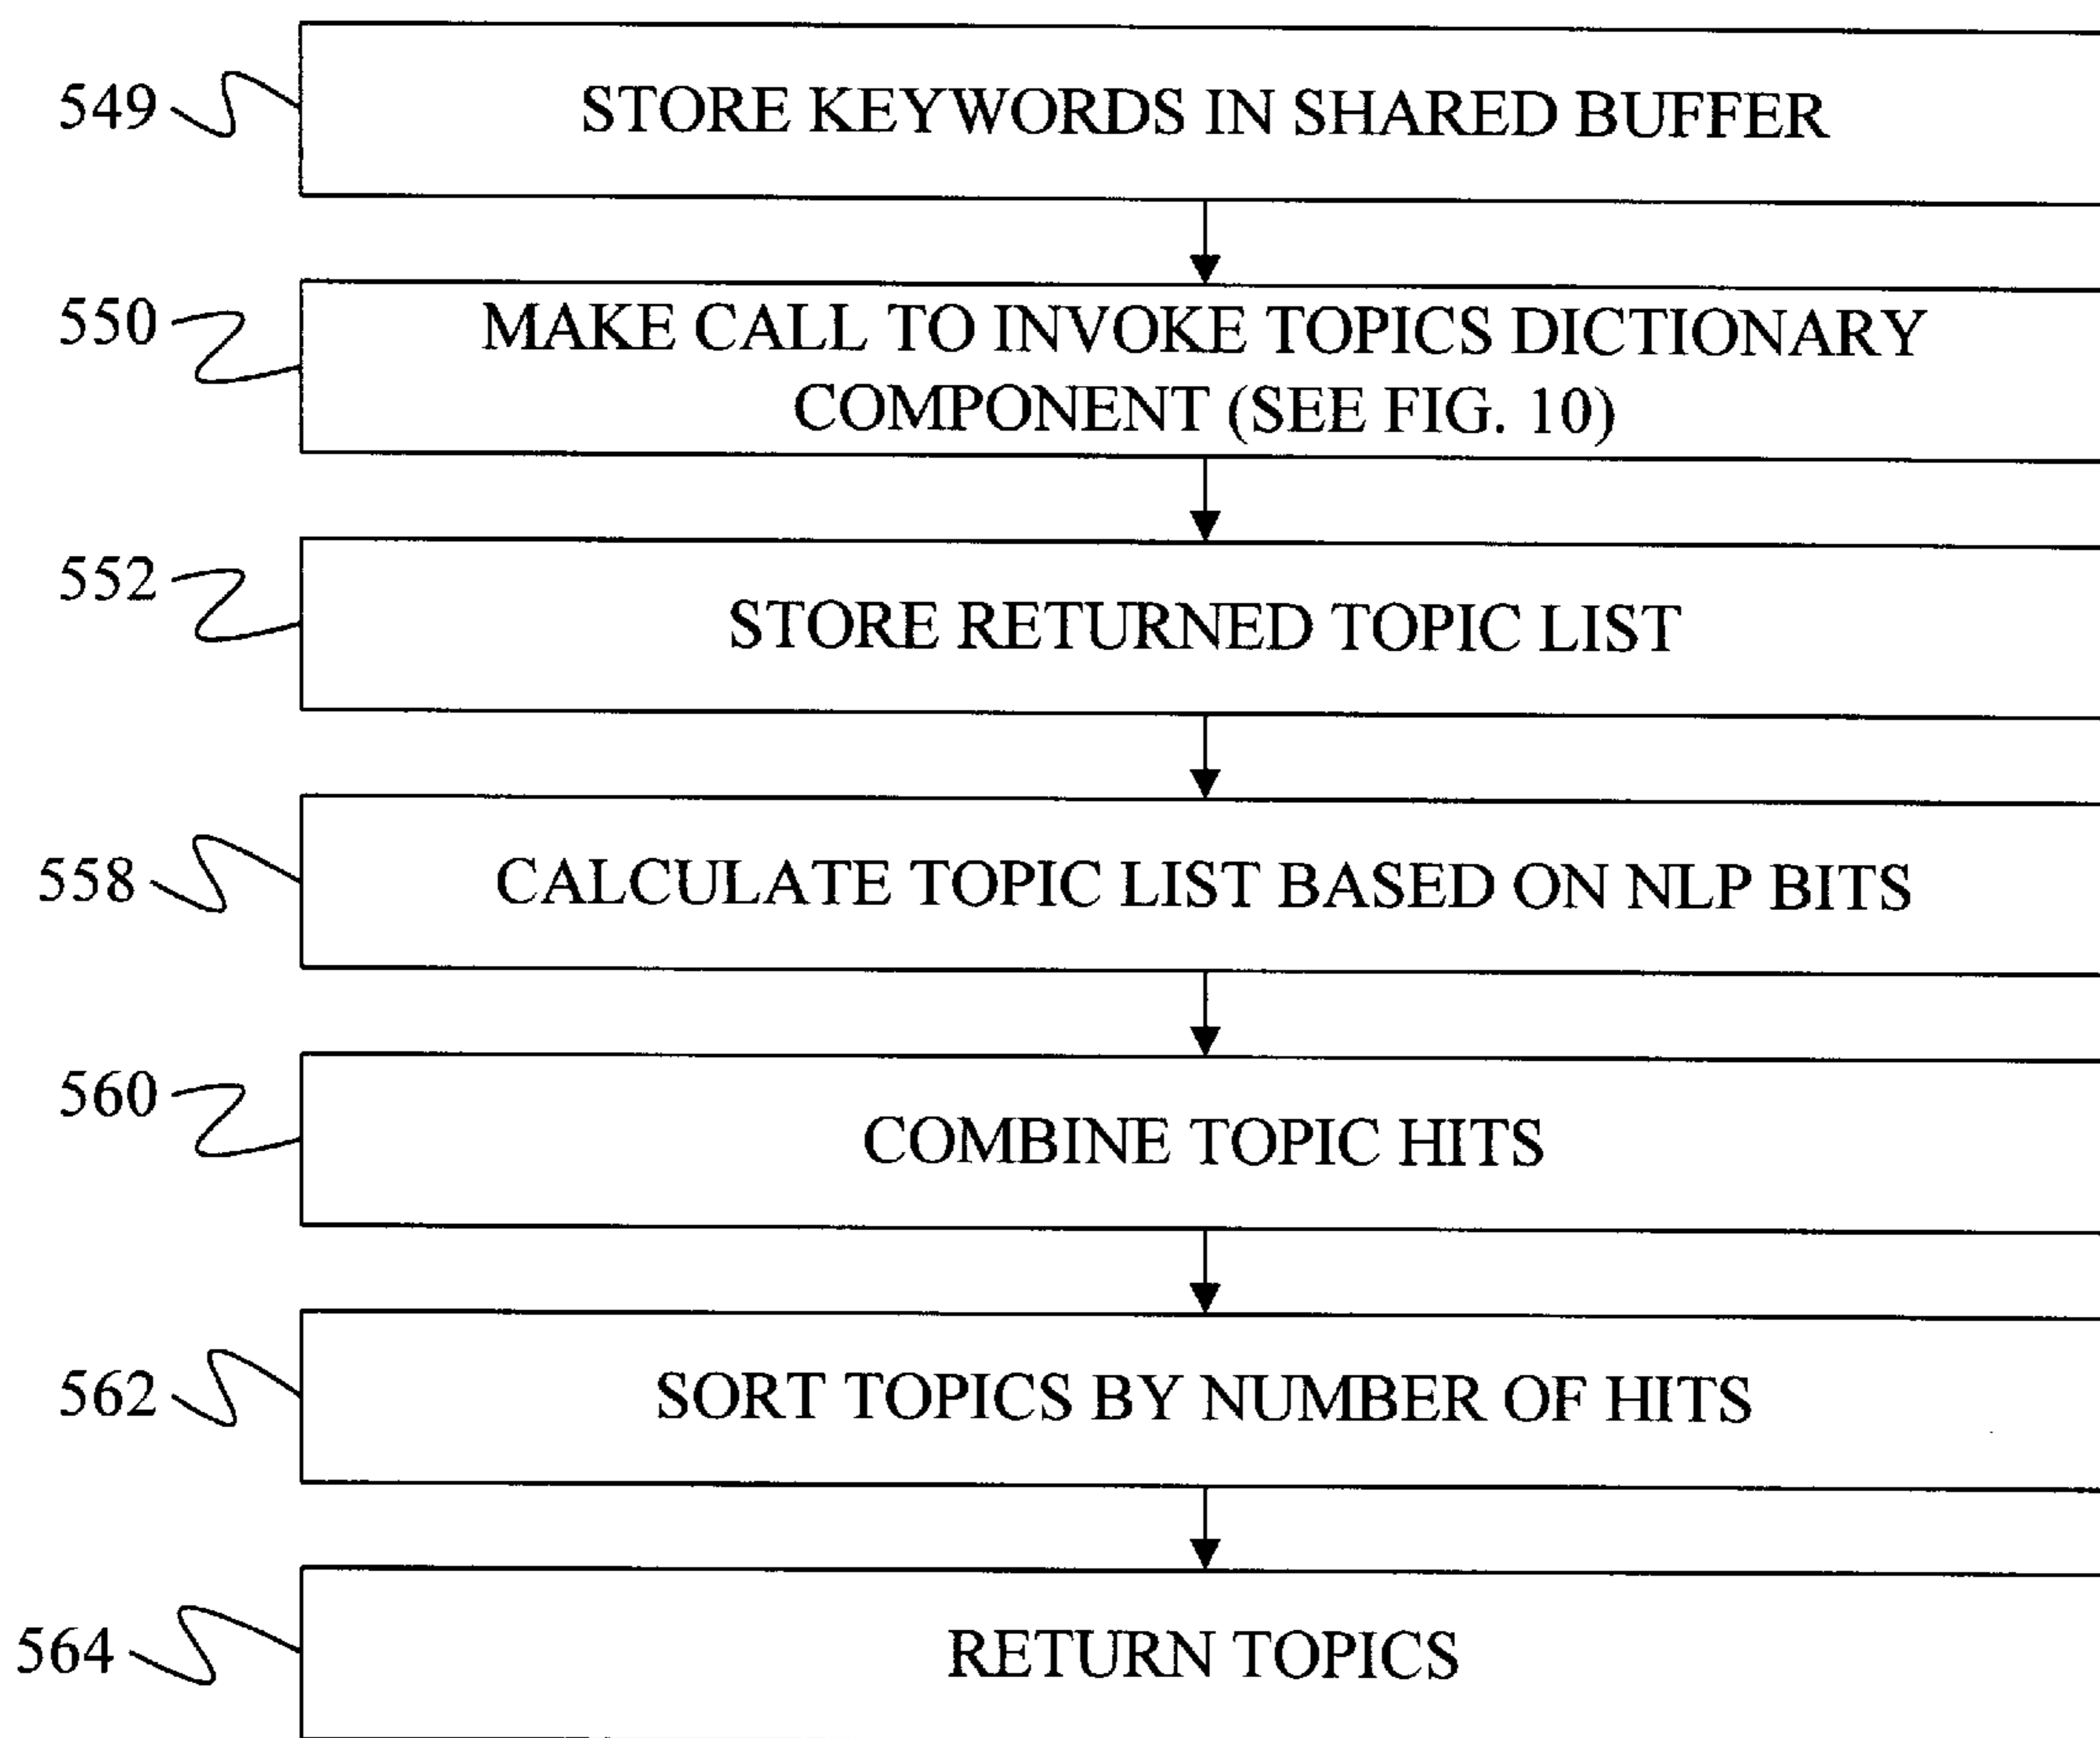 549
STORE KEYWORDS IN SHARED BUFFER
550
MAKE CALL TO INVOKE TOPICS DICTIONARY
COMPONENT (SEE FIG. 10)
552
STORE RETURNED TOPIC LIST
558
CALCULATE TOPIC LIST BASED ON NLP BITS
560
COMBINE TOPIC HITS
562
SORT TOPICS BY NUMBER OF HITS
564
RETURN TOPICS